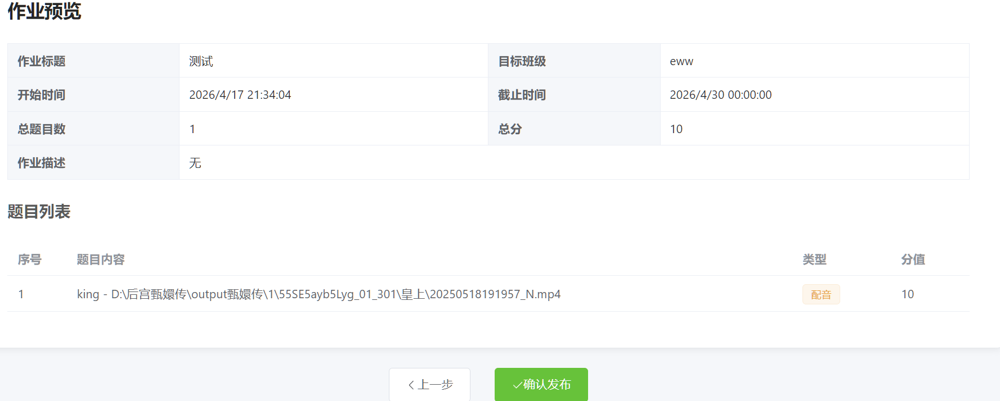 作业预览
作业标题 测试 目标班级 eww
开始时间 2026/4/17 21:34:04 截止时间 2026/4/30 00:00:00
总题目数 1 总分 10
作业描述 无
题目列表
序号 题目内容 类型 分值
1 king - D:\后宫甄嬛传\output甄嬛传\1\55SE5ayb5Lyg_01_301\皇上\20250518191957_N.mp4 配音 10
上一步 确认发布